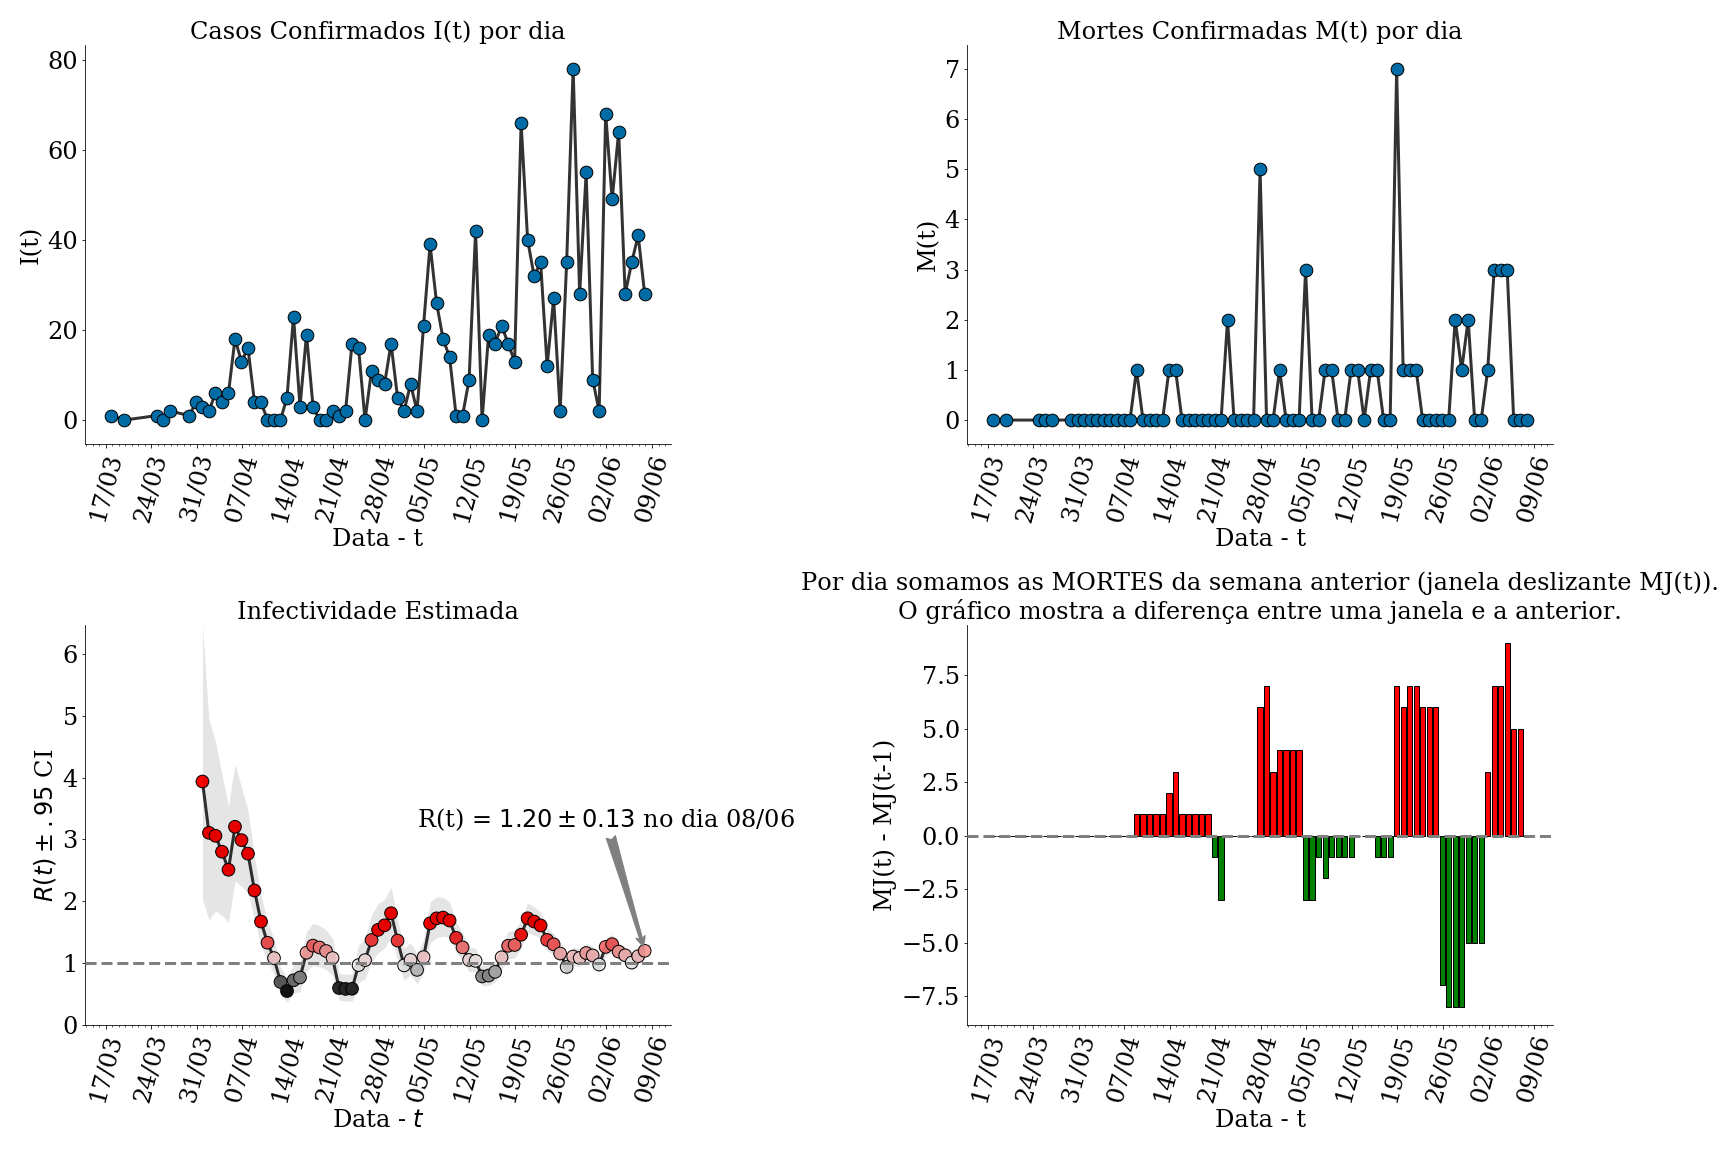 Casos Confirmados I(t) por dia
80
60
40
20
0
I(t)
17/03 24/03 31/03 07/04 14/04 21/04 28/04 05/05 12/05 19/05 26/05 02/06 09/06
Data - t
Mortes Confirmadas M(t) por dia
7
6
5
4
3
2
1
0
M(t)
17/03 24/03 31/03 07/04 14/04 21/04 28/04 05/05 12/05 19/05 26/05 02/06 09/06
Data - t
Infectividade Estimada
6
5
4
3
2
1
0
R(t) ± .95 CI
R(t) = 1.20 ± 0.13 no dia 08/06
17/03 24/03 31/03 07/04 14/04 21/04 28/04 05/05 12/05 19/05 26/05 02/06 09/06
Data - t
Por dia somamos as MORTES da semana anterior (janela deslizante MJ(t)).
O gráfico mostra a diferença entre uma janela e a anterior.
7.5
5.0
2.5
0.0
−2.5
−5.0
−7.5
MJ(t) - MJ(t-1)
17/03 24/03 31/03 07/04 14/04 21/04 28/04 05/05 12/05 19/05 26/05 02/06 09/06
Data - t